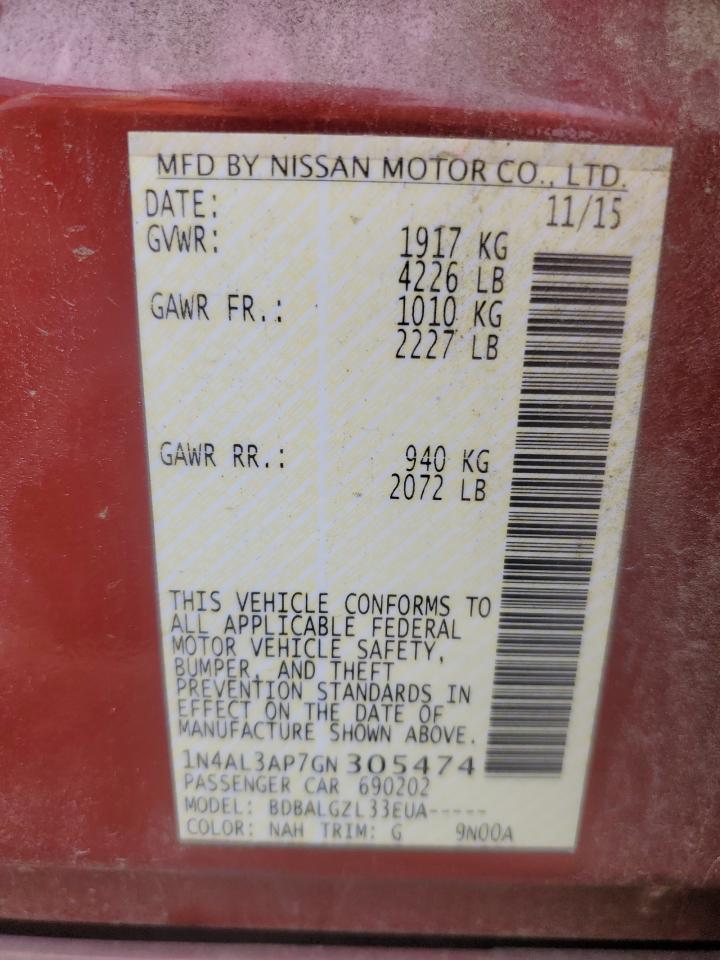 MFD BY NISSAN MOTOR CO., LTD.
DATE: 11/15
GVWR: 1917 KG
4226 LB
GAWR FR.: 1010 KG
2227 LB
GAWR RR.: 940 KG
2072 LB
THIS VEHICLE CONFORMS TO
ALL APPLICABLE FEDERAL
MOTOR VEHICLE SAFETY,
BUMPER, AND THEFT
PREVENTION STANDARDS IN
EFFECT ON THE DATE OF
MANUFACTURE SHOWN ABOVE.
1N4AL3AP7GN305474
PASSENGER CAR 690202
MODEL: BDBALGZL33EUA-----
COLOR: NAH TRIM: G 9N00A